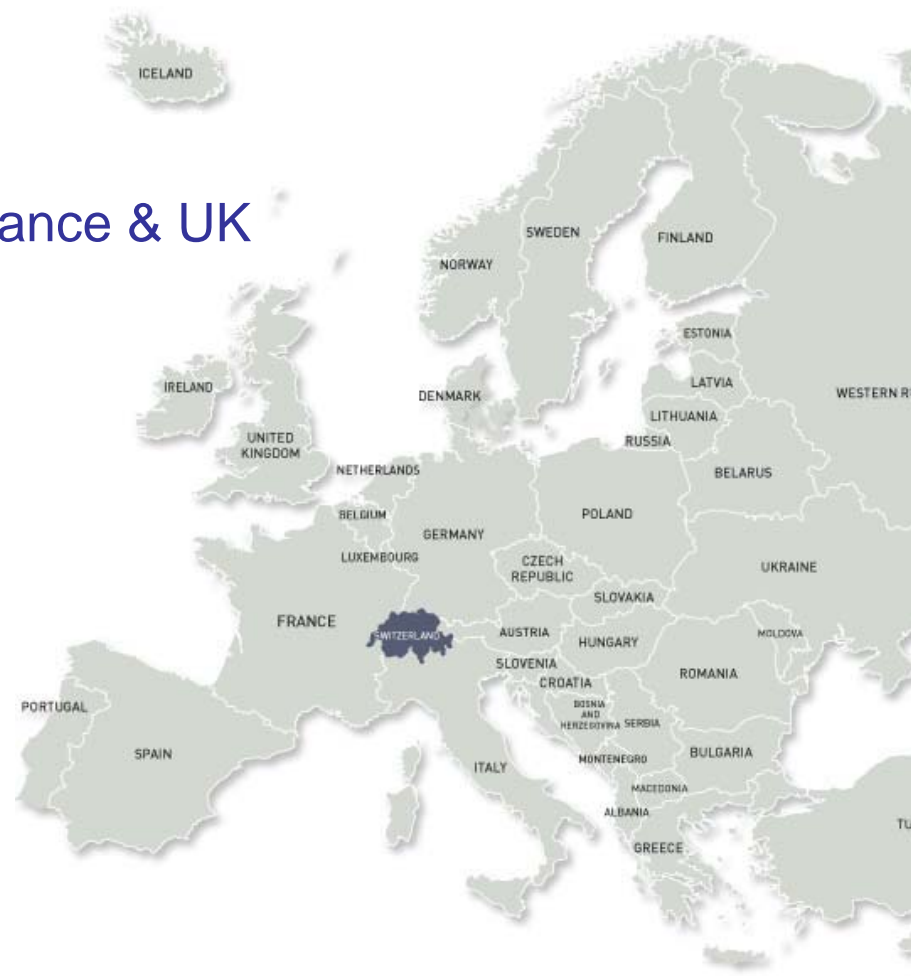 ICELAND
ance & UK
SWEDEN
FINLAND
NORWAY
ESTONIA
IRELAND
DENMARK
LATVIA
WESTERN R
LITHUANIA
UNITED
KINGDOM
RUSSIA
NETHERLANDS
BELARUS
BELGIUM
POLAND
GERMANY
LUXEMBOURG
CZECH
REPUBLIC
UKRAINE
SLOVAKIA
FRANCE
SWITZERLAND
AUSTRIA
HUNGARY
MOLDOVA
SLOVENIA
ROMANIA
CROATIA
PORTUGAL
BOSNIA
AND
HERZEGOVINA
SERBIA
SPAIN
BULGARIA
MONTENEGRO
ITALY
MACEDONIA
ALBANIA
TU
GREECE